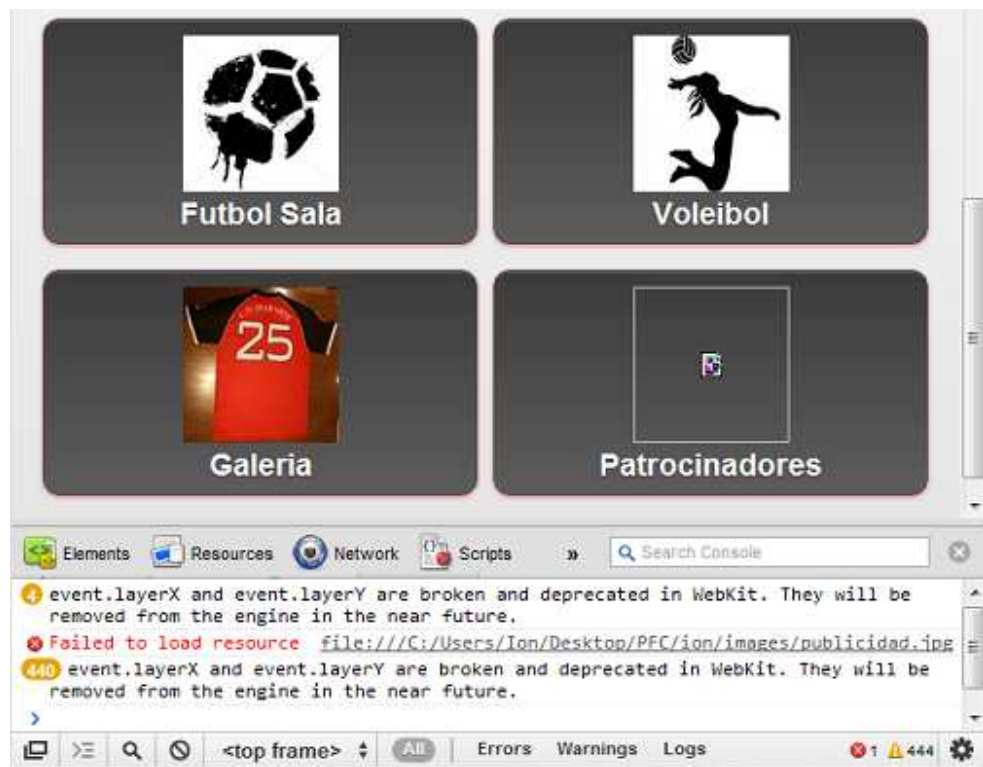 Futbol Sala
Voleibol
25
Galeria
Patrocinadores
Elements
Resources
Network
Scripts
»
Search Console
4 event.layerX and event.layerY are broken and deprecated in WebKit. They will be
removed from the engine in the near future.
Failed to load resource file:///C:/Users/Ion/Desktop/PFC/ion/images/publicidad.jpg
440 event.layerX and event.layerY are broken and deprecated in WebKit. They will be
removed from the engine in the near future.
>
<top frame>
All
Errors
Warnings
Logs
1
444